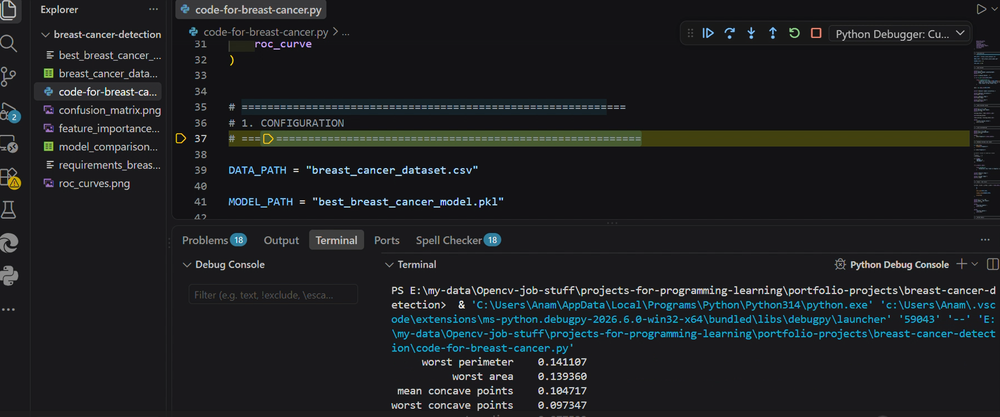 Explorer
breast-cancer-detection
best_breast_cancer_...
breast_cancer_data...
code-for-breast-ca...
confusion_matrix.png
feature_importance...
model_comparison...
requirements_breas...
roc_curves.png
2
code-for-breast-cancer.py
code-for-breast-cancer.py > ...
Python Debugger: Cu...
31 roc_curve
32 )
33
34
35 # ============================================================
36 # 1. CONFIGURATION
37 # ============================================================
38
39 DATA_PATH = "breast_cancer_dataset.csv"
40
41 MODEL_PATH = "best_breast_cancer_model.pkl"
42
Problems 18 Output Terminal Ports Spell Checker 18
Debug Console
Filter (e.g. text, !exclude, \esca...
Terminal
Python Debug Console
PS E:\my-data\Opencv-job-stuff\projects-for-programming-learning\portfolio-projects\breast-cancer-d
etection> & 'C:\Users\Anam\AppData\Local\Programs\Python\Python314\python.exe' 'c:\Users\Anam\.vsc
ode\extensions\ms-python.debugpy-2026.6.0-win32-x64\bundled\libs\debugpy\launcher' '59043' '--' 'E:
\my-data\Opencv-job-stuff\projects-for-programming-learning\portfolio-projects\breast-cancer-detect
ion\code-for-breast-cancer.py'
worst perimeter 0.141107
worst area 0.139360
mean concave points 0.104717
worst concave points 0.097347